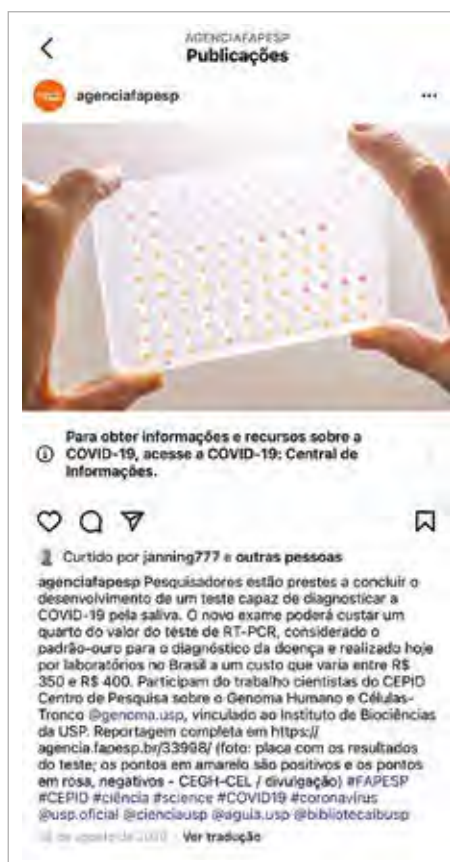 AGENCIAFAPESP
Publicações
agenciafapesp
Para obter informações e recursos sobre a
COVID-19, acesse a COVID-19: Central de
Informações.
Curtido por janning777 e outras pessoas
agenciafapesp Pesquisadores estão prestes a concluir o
desenvolvimento de um teste capaz de diagnosticar a
COVID-19 pela saliva. O novo exame poderá custar um
quarto do valor do teste de RT-PCR, considerado o
padrão-ouro para o diagnóstico da doença e realizado hoje
por laboratórios no Brasil a um custo que varia entre R$
350 e R$ 400. Participam do trabalho cientistas do CEPID
Centro de Pesquisa sobre o Genoma Humano e Células-
Tronco @genoma.usp, vinculado ao Instituto de Biociências
da USP. Reportagem completa em https://
agencia.fapesp.br/33998/ (foto: placa com os resultados
do teste; os pontos em amarelo são positivos e os pontos
em rosa, negativos - CEGH-CEL / divulgação) #FAPESP
#CEPID #ciência #science #COVID19 #coronavírus
@usp.oficial @cienciausp @aguia.usp @bibliotecaibusp
de agosto de 2020 · Ver tradução